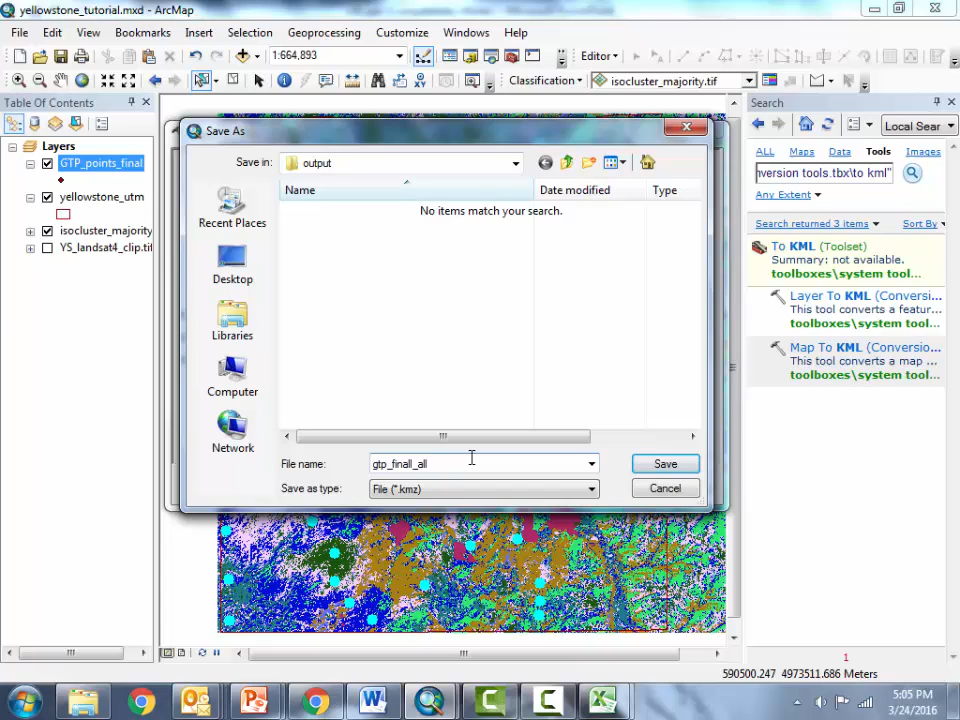 yellowstone_tutorial.mxd - ArcMap
File Edit View Bookmarks Insert Selection Geoprocessing Customize Windows Help
1:664,893
Editor
Classification isocluster_majority.tif
Table Of Contents
Layers
GTP_points_final
yellowstone_utm
isocluster_majority
YS_landsat4_clip.tif
Save As
Save in: output
Name Date modified Type
No items match your search.
Recent Places
Desktop
Libraries
Computer
Network
File name: gtp_finall_all Save
Save as type: File (*.kmz) Cancel
Search
Local Sear
ALL Maps Data Tools Images
version tools.tbx\to kml"
Any Extent
Search returned 3 items Sort By
To KML (Toolset)
Summary: not available.
toolboxes\system tool...
Layer To KML (Conversi...
This tool converts a featur...
toolboxes\system tool...
Map To KML (Conversio...
This tool converts a map ...
toolboxes\system tool...
1
590500.247 4973511.686 Meters
5:05 PM
3/24/2016